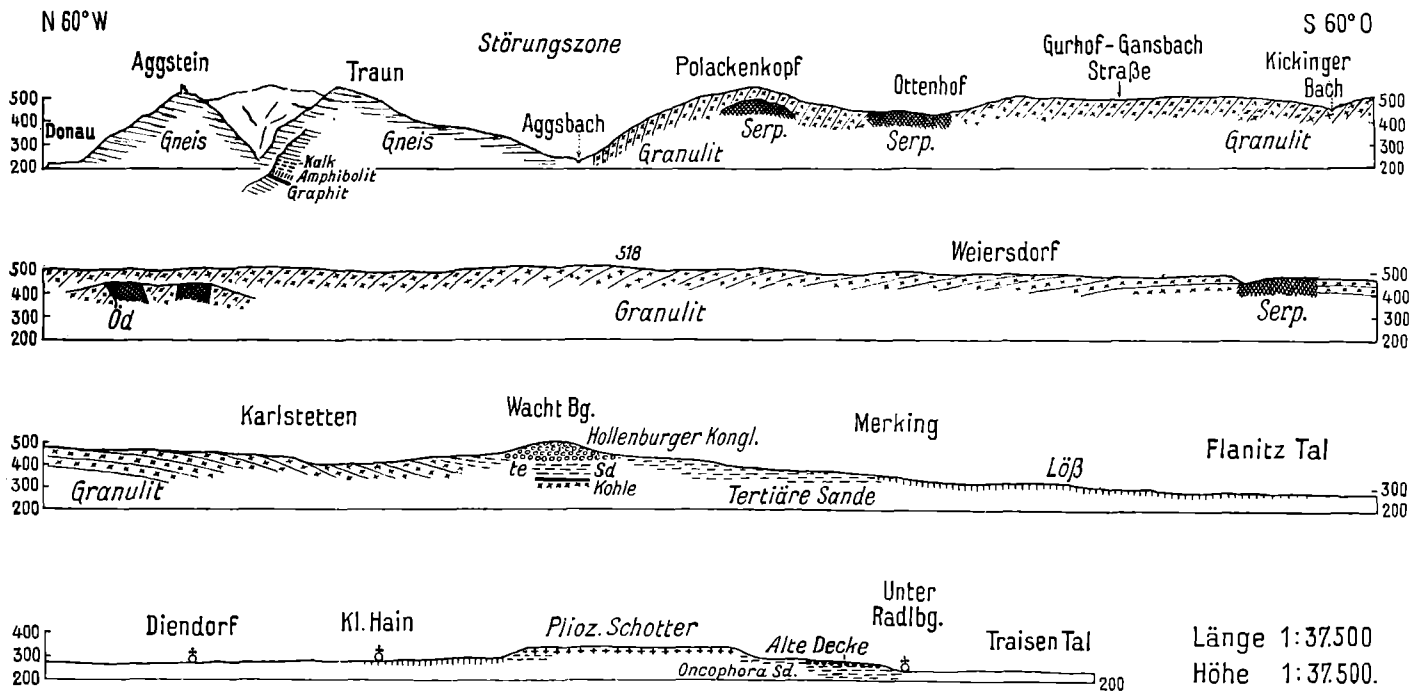 N 60° W
S 60° O
Störungszone
Aggstein
Traun
Polackenkopf
Ottenhof
Gurhof-Gansbach
Straße
Kickinger
Bach
500
400
300
200
Donau
Gneis
Gneis
Aggsbach
Granulit
Serp.
Serp.
Granulit
500
400
300
200
Kalk
Amphibolit
Graphit
518
Weiersdorf
500
400
300
200
Öd
Granulit
Serp.
500
400
300
200
Karlstetten
Wacht Bg.
Hollenburger Kongl.
Merking
Flanitz Tal
500
400
300
200
Granulit
te Sd
Kohle
Tertiäre Sande
Löß
300
200
Diendorf
Kl. Hain
Plioz. Schotter
Unter
Radlbg.
Alte Decke
Traisen Tal
400
300
200
Oncophora Sd.
200
Länge 1:37.500
Höhe 1:37.500.